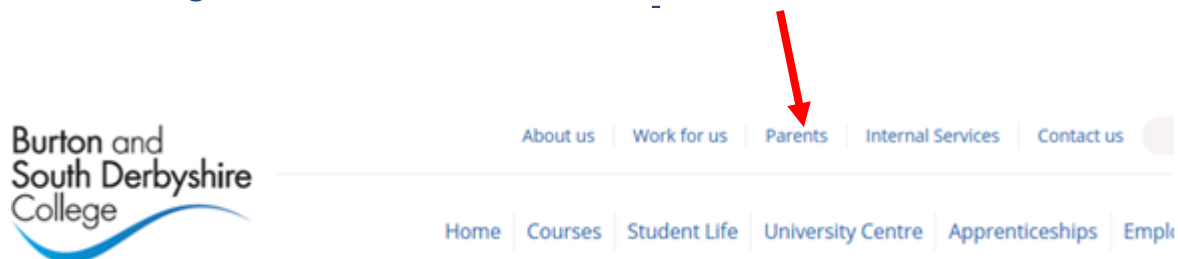 Burton and
South Derbyshire
College
About us Work for us Parents Internal Services Contact us
Home Courses Student Life University Centre Apprenticeships